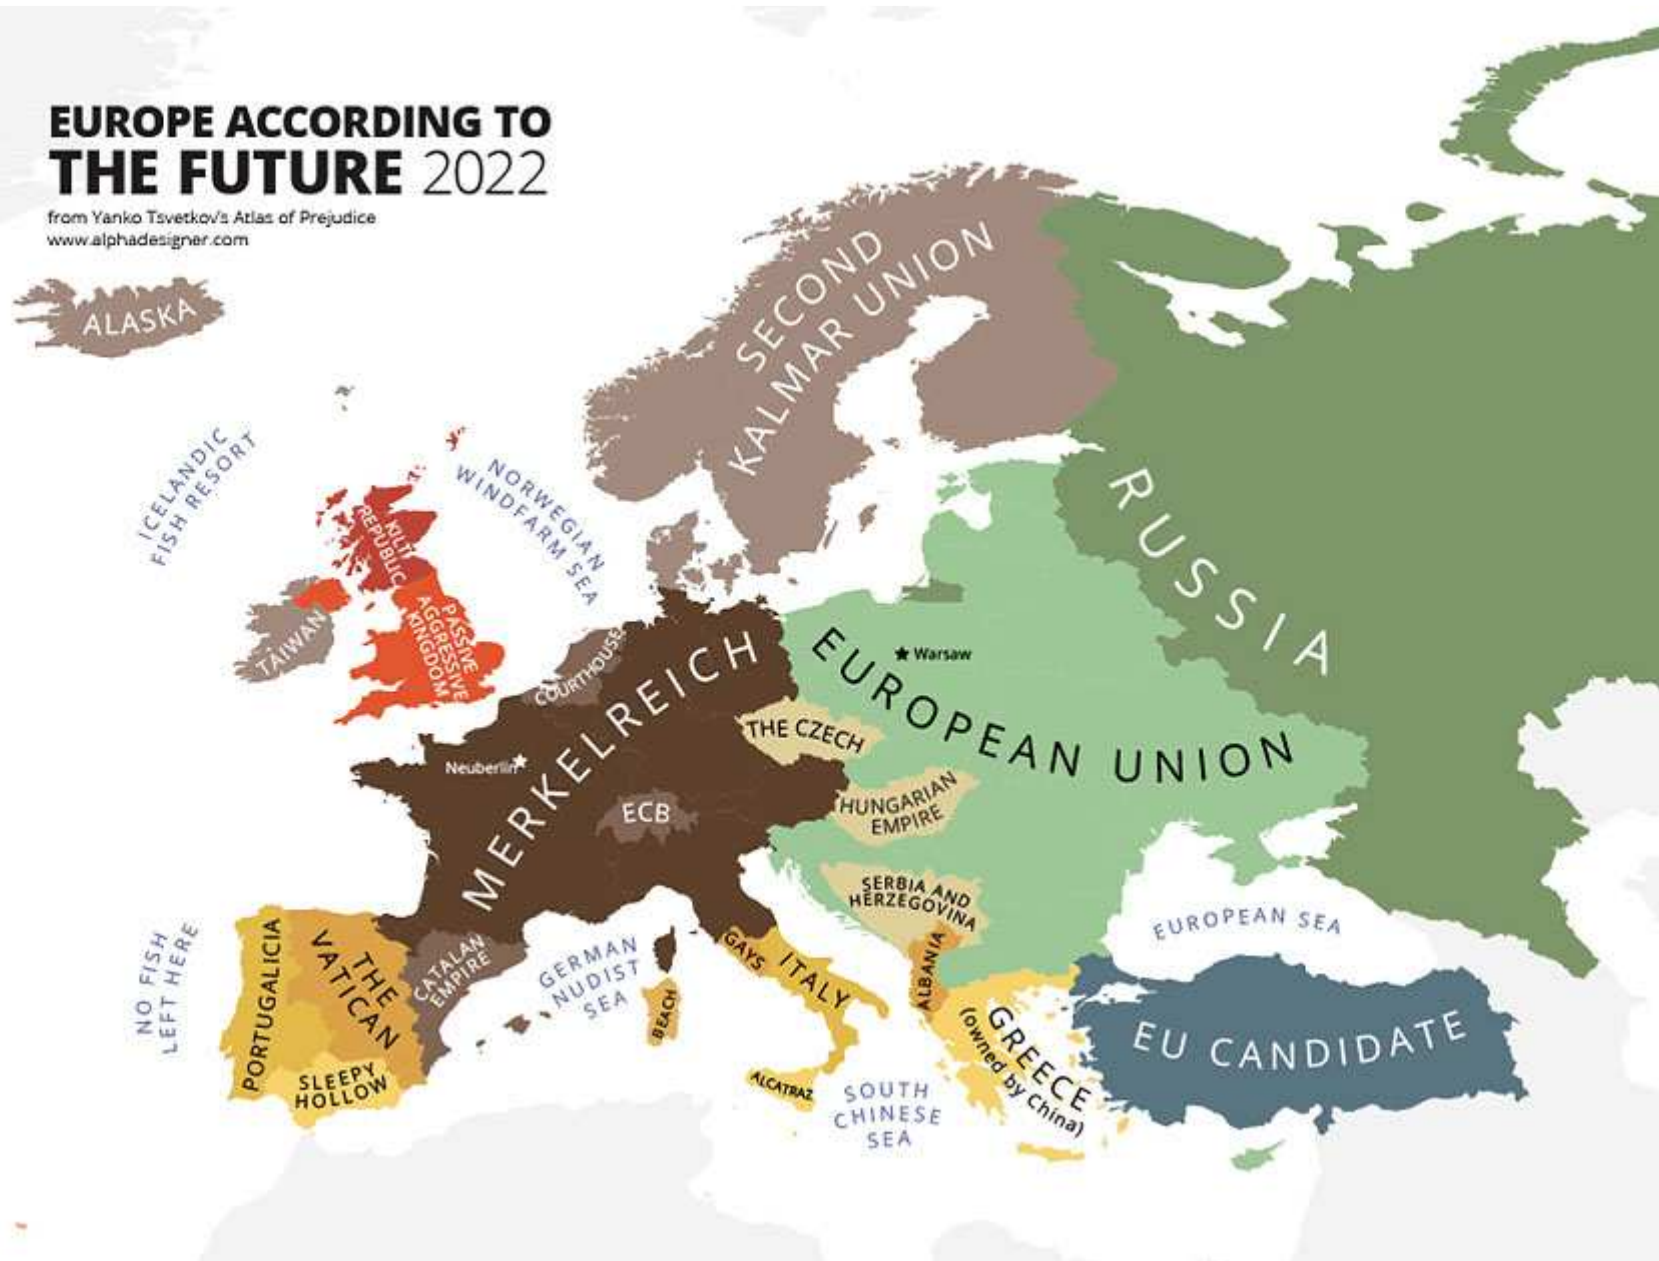 EUROPE ACCORDING TO
THE FUTURE 2022
from Yanko Tsvetkov's Atlas of Prejudice
www.alphadesigner.com
ALASKA
SECOND
KALMAR UNION
ICELANDIC
FISH RESORT
NORWEGIAN
WINDFARM SEA
RUSSIA
KILT
REPUBLIC
PASSIVE
AGGRESSIVE
KINGDOM
TAIWAN
COURTHOUSE
MERKELREICH
Neuberlin
EUROPEAN UNION
Warsaw
THE CZECH
HUNGARIAN
EMPIRE
ECB
SERBIA AND
HERZEGOVINA
EUROPEAN SEA
NO FISH
LEFT HERE
PORTUGALICIA
THE
VATICAN
CATALAN
EMPIRE
SLEEPY
HOLLOW
GERMAN
NUDIST
SEA
BEACH
GAYS
ITALY
ALCATRAZ
ALBANIA
GREECE
(owned by China)
SOUTH
CHINESE
SEA
EU CANDIDATE